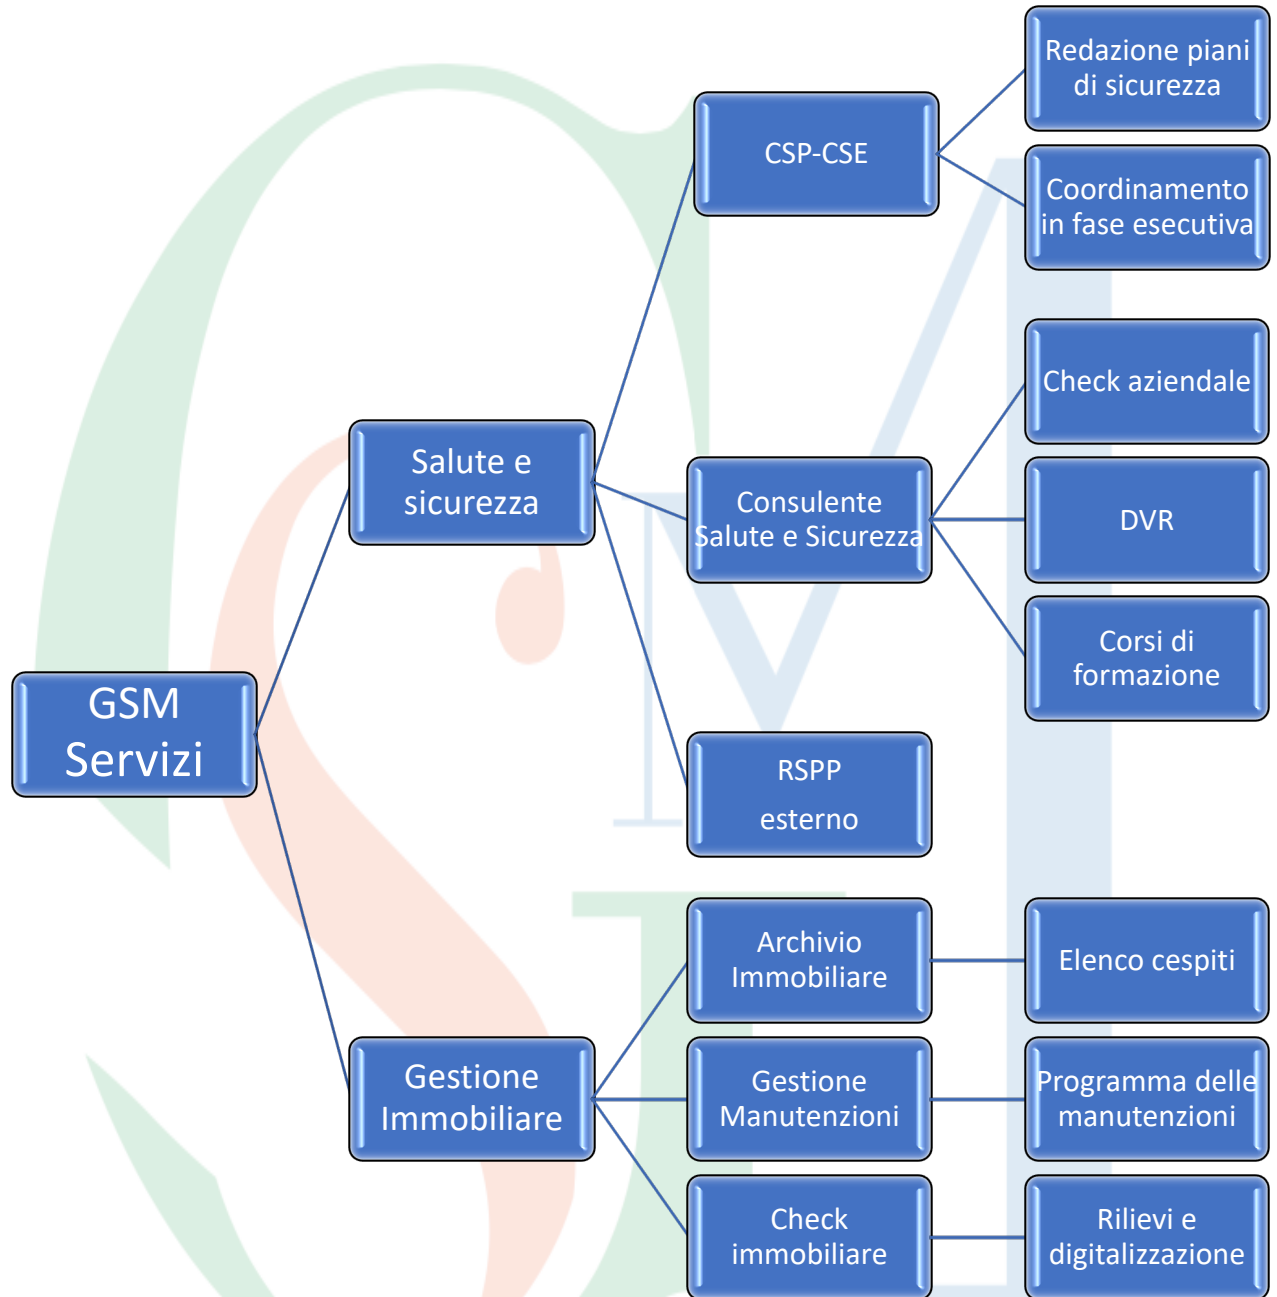 GSM
Servizi
Salute e
sicurezza
CSP-CSE
Redazione piani
di sicurezza
Coordinamento
in fase esecutiva
Consulente
Salute e Sicurezza
Check aziendale
DVR
Corsi di
formazione
RSPP
esterno
Gestione
Immobiliare
Archivio
Immobiliare
Elenco cespiti
Gestione
Manutenzioni
Programma delle
manutenzioni
Check
immobiliare
Rilievi e
digitalizzazione